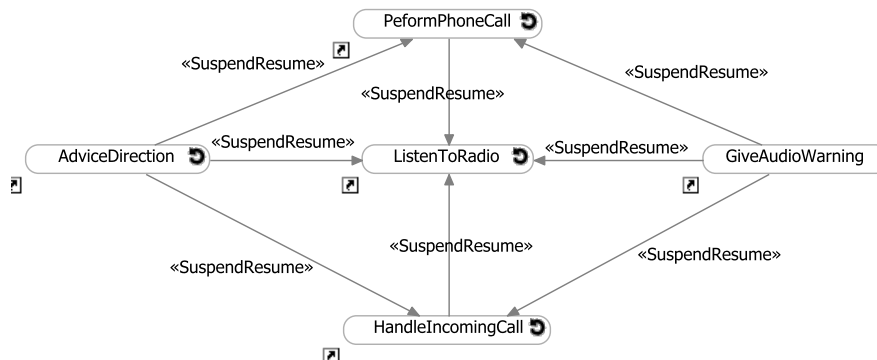 PeformPhoneCall
«SuspendResume»
«SuspendResume»
«SuspendResume»
«SuspendResume»
«SuspendResume»
AdviceDirection
ListenToRadio
GiveAudioWarning
«SuspendResume»
«SuspendResume»
«SuspendResume»
HandleIncomingCall